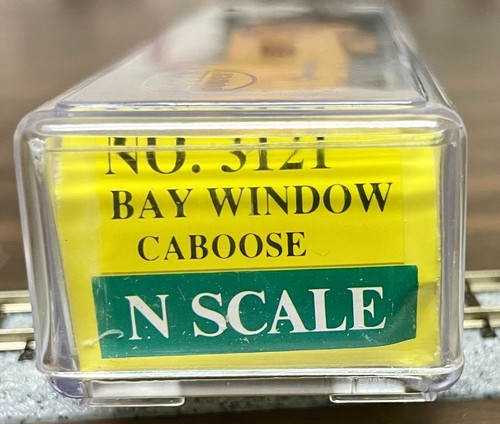 NO. 3121
BAY WINDOW
CABOOSE
N SCALE